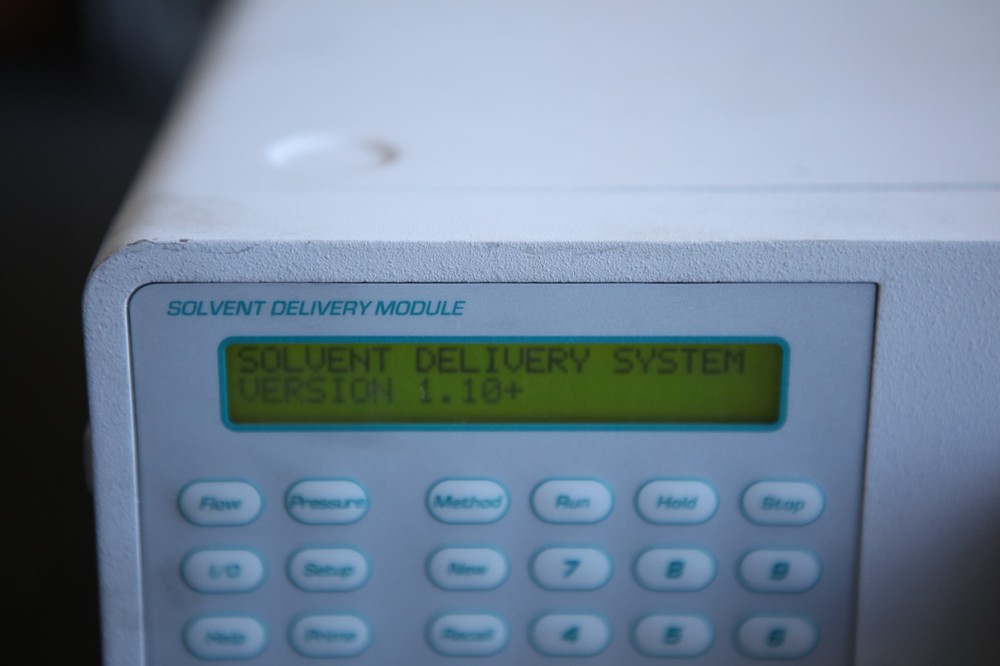 SOLVENT DELIVERY MODULE
SOLVENT DELIVERY SYSTEM
VERSION 1.10+
Flow Pressure Method Run Hold Stop
I/O Setup New 7 8 9
Help Prime Recall 4 5 6